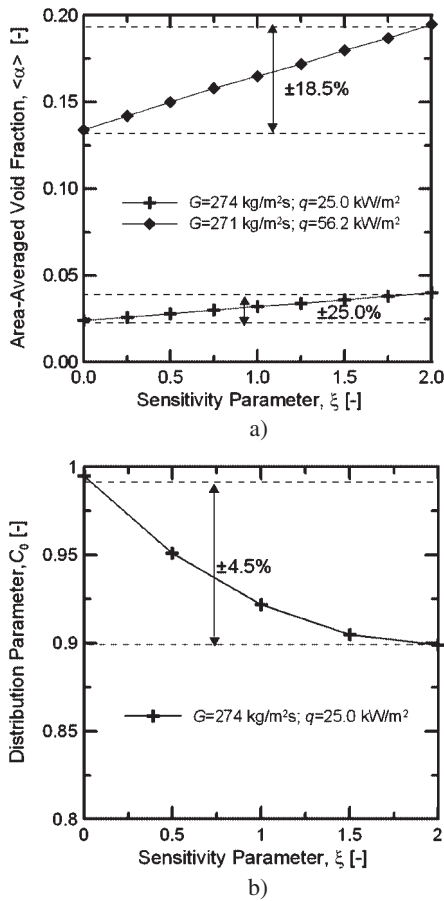 Area-Averaged Void Fraction, <α> [-]
0.20
0.15
0.10
0.05
0.00
±18.5%
G=274 kg/m²s; q=25.0 kW/m²
G=271 kg/m²s; q=56.2 kW/m²
±25.0%
0.0 0.5 1.0 1.5 2.0
Sensitivity Parameter, ξ [-]
a)
Distribution Parameter, C₀ [-]
1
0.95
0.9
0.85
0.8
±4.5%
G=274 kg/m²s; q=25.0 kW/m²
0 0.5 1 1.5 2
Sensitivity Parameter, ξ [-]
b)